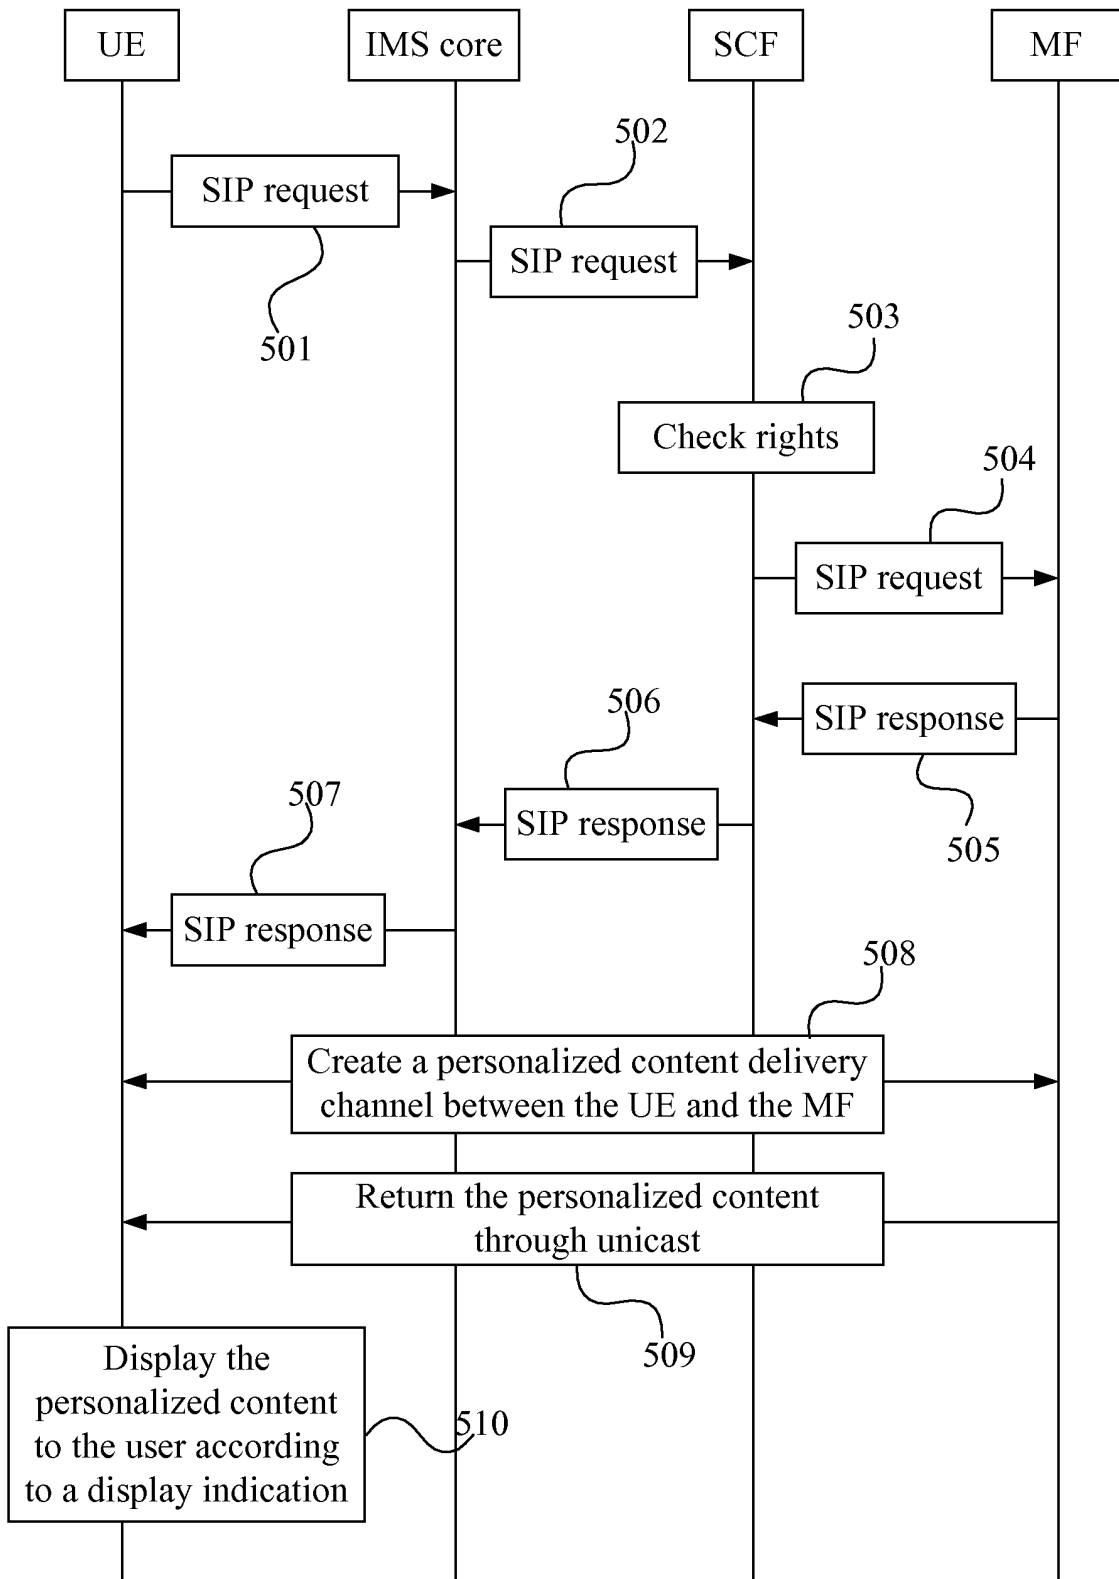 UE
IMS core
SCF
MF
502
SIP request
SIP request
501
503
Check rights
504
SIP request
506
SIP response
507
SIP response
505
SIP response
508
Create a personalized content delivery
channel between the UE and the MF
Return the personalized content
through unicast
509
Display the
personalized content
to the user according
to a display indication
510